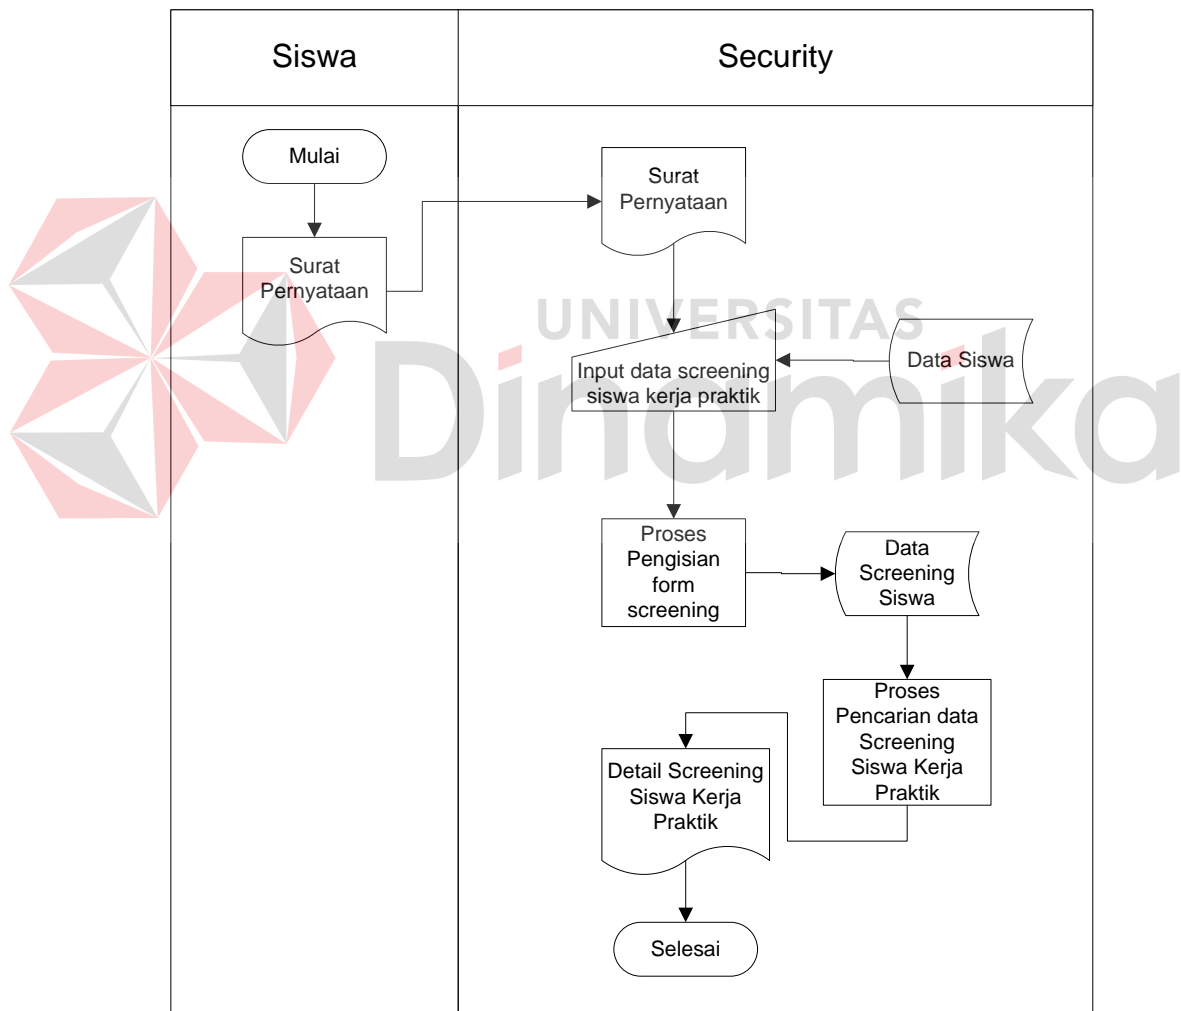 Siswa
Security
Mulai
Surat
Pernyataan
Surat
Pernyataan
UNIVERSITAS
Dinamika
Input data screening
siswa kerja praktik
Data Siswa
Proses
Pengisian
form
screening
Data
Screening
Siswa
Proses
Pencarian data
Screening
Siswa Kerja
Praktik
Detail Screening
Siswa Kerja
Praktik
Selesai